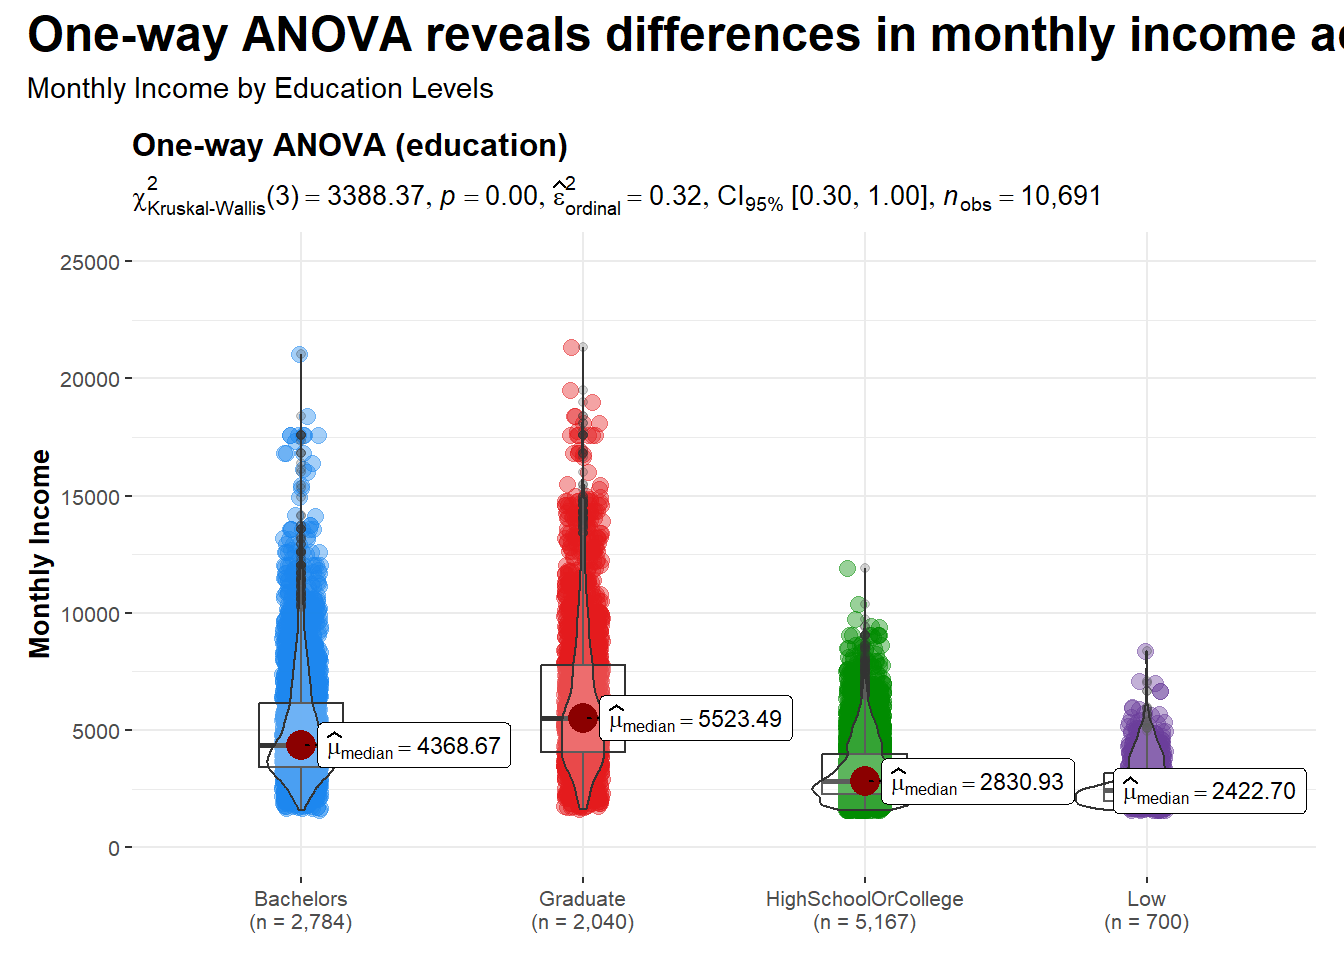 One-way ANOVA reveals differences in monthly income
Monthly Income by Education Levels
One-way ANOVA (education)
χ²Kruskal-Wallis(3) = 3388.37, p = 0.00, ε̂²ordinal = 0.32, CI95% [0.30, 1.00], nobs = 10,691
Monthly Income
25000
20000
15000
10000
5000
0
μ̂median = 4368.67
μ̂median = 5523.49
μ̂median = 2830.93
μ̂median = 2422.70
Bachelors
(n = 2,784)
Graduate
(n = 2,040)
HighSchoolOrCollege
(n = 5,167)
Low
(n = 700)